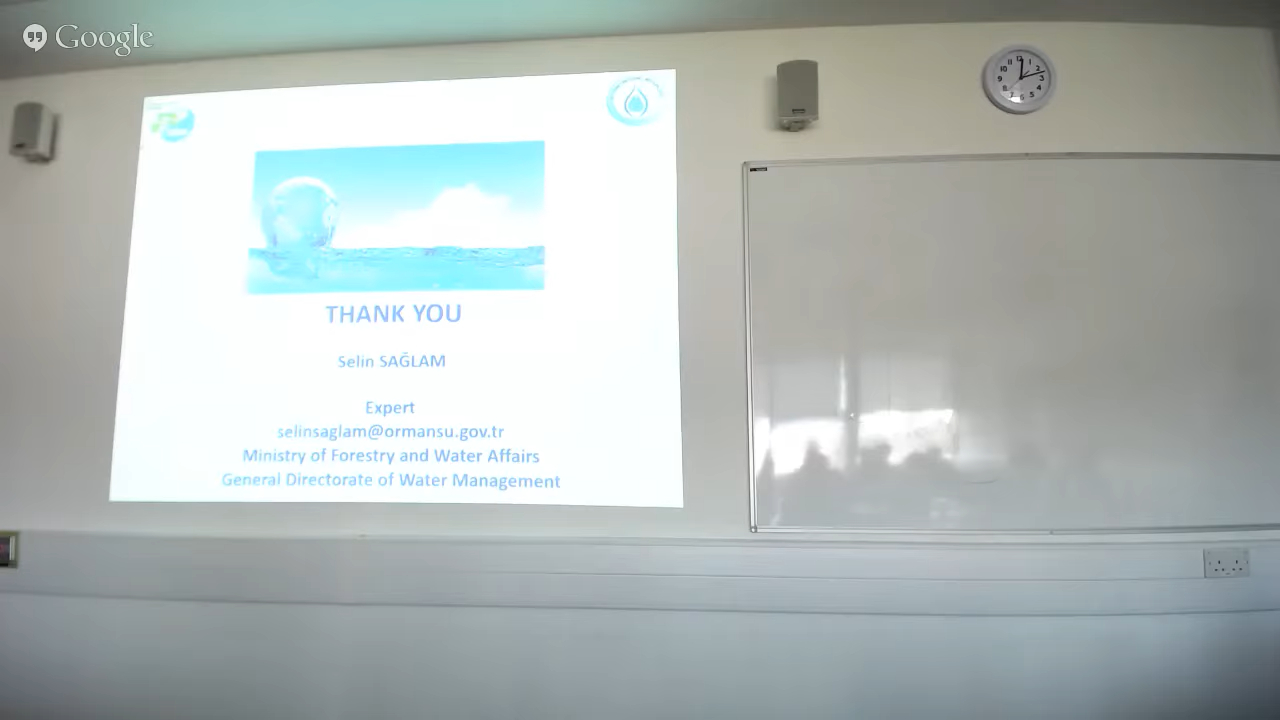 Google
THANK YOU
Selin SAĞLAM
Expert
selinsaglam@ormansu.gov.tr
Ministry of Forestry and Water Affairs
General Directorate of Water Management